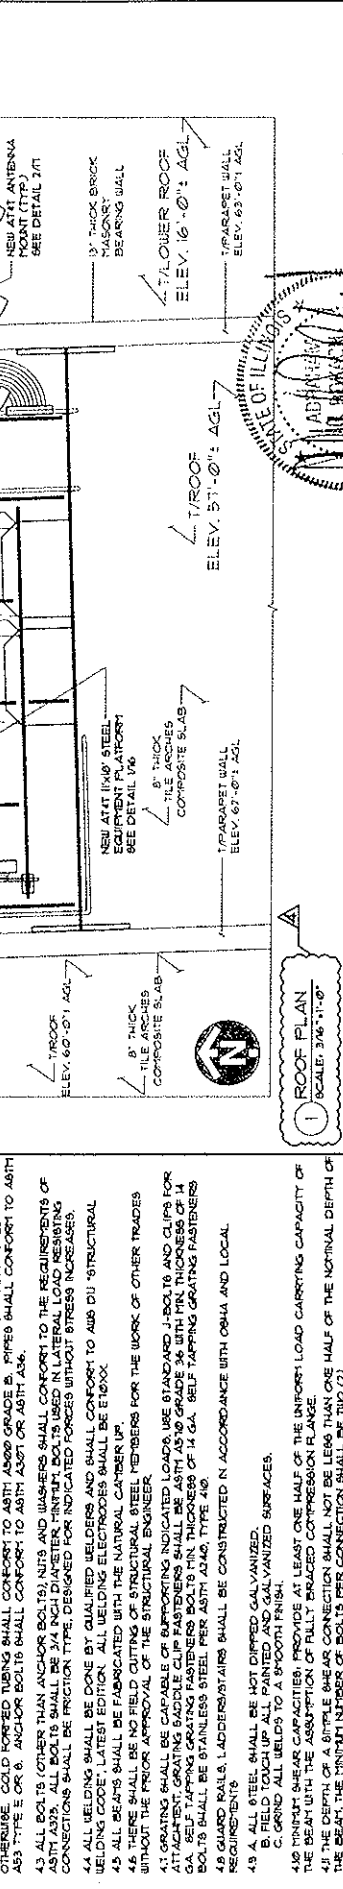 OTHERWISE. COLD FORMED TUBING SHALL CONFORM TO ASTM A500 GRADE B. PIPES SHALL CONFORM TO ASTM
A53 TYPE E OR S. ANCHOR BOLTS SHALL CONFORM TO ASTM A307 OR ASTM A36.
4.3 ALL BOLTS (OTHER THAN ANCHOR BOLTS), NUTS AND WASHERS SHALL CONFORM TO THE REQUIREMENTS OF
ASTM A325. ALL BOLTS SHALL BE 3/4 INCH DIAMETER, MINIMUM. BOLTS USED IN LATERAL LOAD RESISTING
CONNECTIONS SHALL BE FRICTION TYPE, DESIGNED FOR INDICATED FORCES WITHOUT STRESS INCREASES.
4.4 ALL WELDING SHALL BE DONE BY QUALIFIED WELDERS AND SHALL CONFORM TO AWS D1.1 "STRUCTURAL
WELDING CODE", LATEST EDITION. ALL WELDING ELECTRODES SHALL BE E70XX.
4.5 ALL BEAMS SHALL BE FABRICATED WITH THE NATURAL CAMBER UP.
4.6 THERE SHALL BE NO FIELD CUTTING OF STRUCTURAL STEEL MEMBERS FOR THE WORK OF OTHER TRADES
WITHOUT THE PRIOR APPROVAL OF THE STRUCTURAL ENGINEER.
4.7 GRATING SHALL BE CAPABLE OF SUPPORTING INDICATED LOADS. USE STANDARD J-BOLTS AND CLIPS FOR
ATTACHMENT, GRATING SADDLE CLIP FASTENERS SHALL BE ASTM A570 GRADE 36 WITH MIN. THICKNESS OF 14
GA. SELF TAPPING GRATING FASTENERS BOLTS MIN. THICKNESS OF 14 GA. SELF TAPPING GRATING FASTENERS
BOLTS SHALL BE STAINLESS STEEL PER ASTM A240, TYPE 410.
4.8 GUARD RAILS, LADDERS/STAIRS SHALL BE CONSTRUCTED IN ACCORDANCE WITH OSHA AND LOCAL
REQUIREMENTS
4.9 A. ALL STEEL SHALL BE HOT DIPPED GALVANIZED.
B. FIELD TOUCH UP ALL PAINTED AND GALVANIZED SURFACES.
C. GRIND ALL WELDS TO A SMOOTH FINISH.
4.10 MINIMUM SHEAR CAPACITIES: PROVIDE AT LEAST ONE HALF OF THE UNIFORM LOAD CARRYING CAPACITY OF
THE BEAM WITH THE ASSUMPTION OF FULLY BRACED COMPRESSION FLANGE.
4.11 THE DEPTH OF A SIMPLE SHEAR CONNECTION SHALL NOT BE LESS THAN ONE HALF OF THE NOMINAL DEPTH OF
THE BEAM. THE MINIMUM NUMBER OF BOLTS PER CONNECTION SHALL BE TWO (2).
T/ROOF
ELEV. 60'-0"± AGL
8" THICK
TILE ARCHES
COMPOSITE SLAB
N
1
ROOF PLAN
SCALE: 3/16"=1'-0"
4
NEW AT&T 11'x10' STEEL
EQUIPMENT PLATFORM
SEE DETAIL 1/16
8" THICK
TILE ARCHES
COMPOSITE SLAB
T/PARAPET WALL
ELEV. 67'-0"± AGL
T/ROOF
ELEV. 57'-0"± AGL
NEW AT&T ANTENNA
MOUNT (TYP.)
SEE DETAIL 2/17
13" THICK BRICK
MASONRY
BEARING WALL
T/LOWER ROOF
ELEV. 16'-0"± AGL
T/PARAPET WALL
ELEV. 63'-0"± AGL
STATE OF ILLINOIS